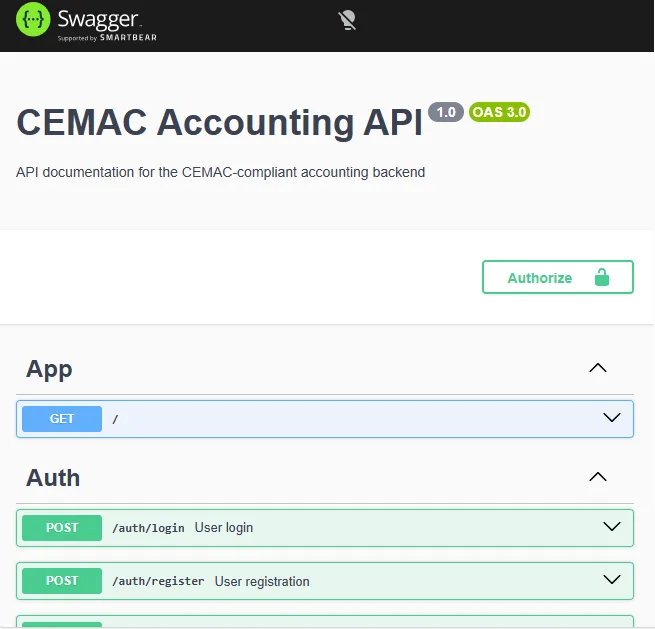 {···} Swagger
Supported by SMARTBEAR
CEMAC Accounting API 1.0 OAS 3.0
API documentation for the CEMAC-compliant accounting backend
Authorize
App
GET /
Auth
POST /auth/login User login
POST /auth/register User registration